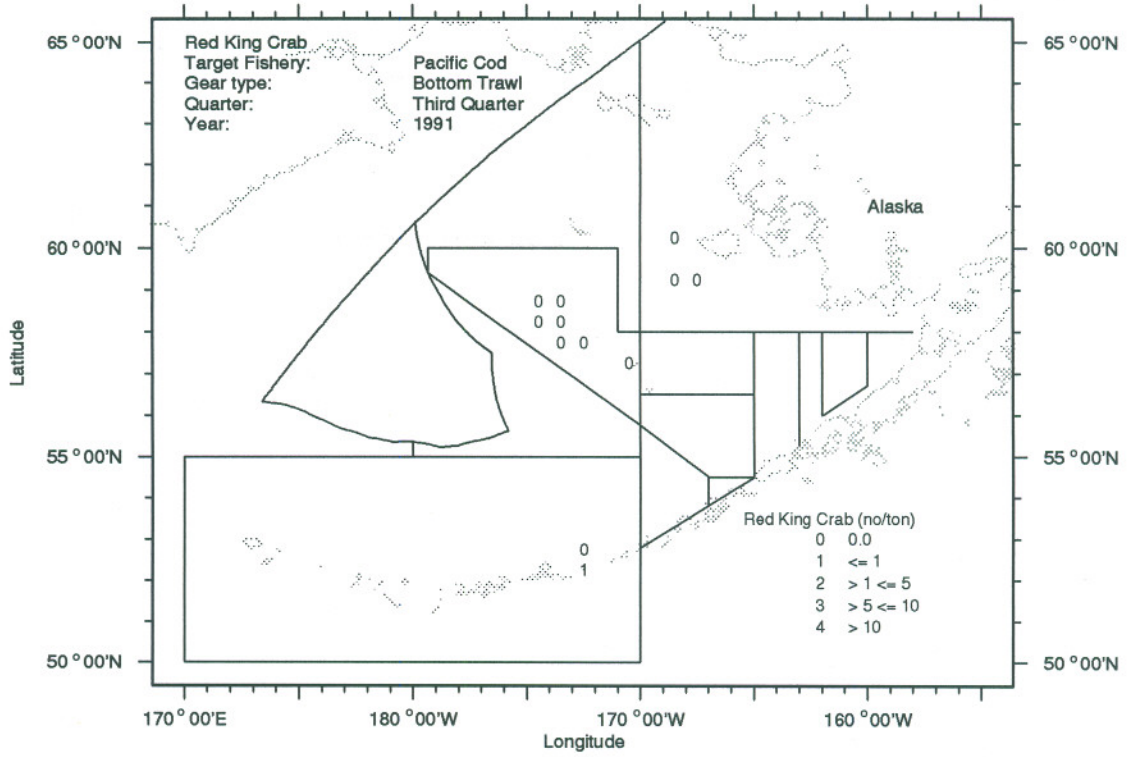 65 °00'N
65 °00'N
Red King Crab
Target Fishery: Pacific Cod
Gear type: Bottom Trawl
Quarter: Third Quarter
Year: 1991
Alaska
0
60 °00'N
60 °00'N
0 0
0 0
0 0
0 0
0
Latitude
55 °00'N
55 °00'N
Red King Crab (no/ton)
0 0.0
1 <= 1
2 > 1 <= 5
3 > 5 <= 10
4 > 10
0
1
50 °00'N
50 °00'N
170 °00'E
180 °00'W
170 °00'W
160 °00'W
Longitude